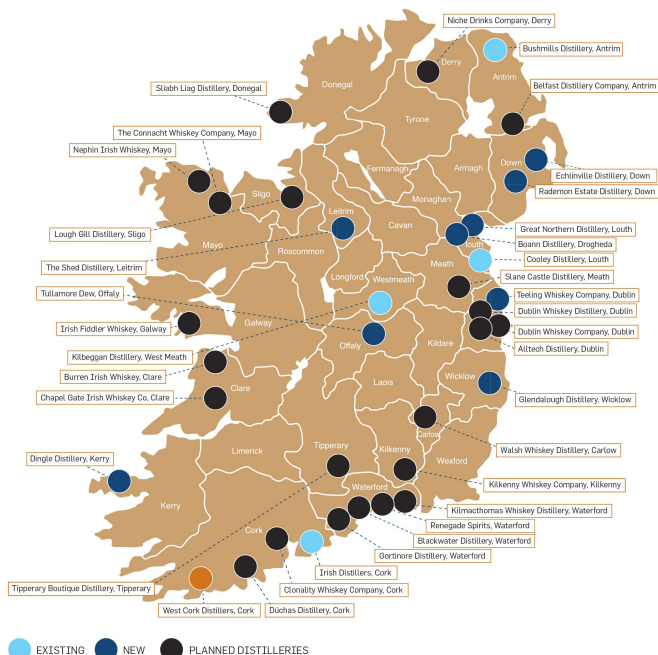 Niche Drinks Company, Derry
Bushmills Distillery, Antrim
Derry
Antrim
Donegal
Sliabh Liag Distillery, Donegal
Belfast Distillery Company, Antrim
Tyrone
The Connacht Whiskey Company, Mayo
Nephin Irish Whiskey, Mayo
Fermanagh
Armagh
Down
Echlinville Distillery, Down
Rademon Estate Distillery, Down
Sligo
Monaghan
Leitrim
Cavan
Great Northern Distillery, Louth
Lough Gill Distillery, Sligo
Mayo
Louth
Boann Distillery, Drogheda
Roscommon
Cooley Distillery, Louth
The Shed Distillery, Leitrim
Meath
Longford
Westmeath
Slane Castle Distillery, Meath
Tullamore Dew, Offaly
Teeling Whiskey Company, Dublin
Dublin Whiskey Distillery, Dublin
Irish Fiddler Whiskey, Galway
Galway
Dublin Whiskey Company, Dublin
Offaly
Kildare
Alltech Distillery, Dublin
Kilbeggan Distillery, West Meath
Burren Irish Whiskey, Clare
Laois
Wicklow
Clare
Chapel Gate Irish Whiskey Co, Clare
Glendalough Distillery, Wicklow
Carlow
Tipperary
Kilkenny
Walsh Whiskey Distillery, Carlow
Limerick
Dingle Distillery, Kerry
Wexford
Kilkenny Whiskey Company, Kilkenny
Waterford
Kerry
Kilmacthomas Whiskey Distillery, Waterford
Renegade Spirits, Waterford
Cork
Blackwater Distillery, Waterford
Gortinore Distillery, Waterford
Irish Distillers, Cork
Tipperary Boutique Distillery, Tipperary
Clonality Whiskey Company, Cork
West Cork Distillers, Cork
Dúchas Distillery, Cork
EXISTING
NEW
PLANNED DISTILLERIES